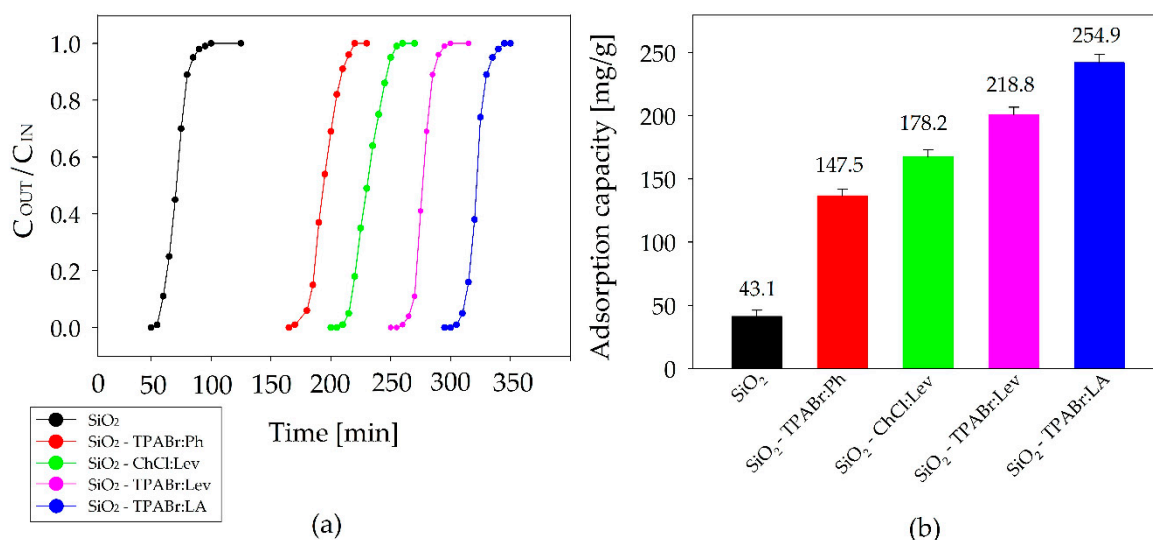 1.0
0.8
0.6
0.4
0.2
0.0
COUT/CIN
0 50 100 150 200 250 300 350
Time [min]
SiO2
SiO2 - TPABr:Ph
SiO2 - ChCl:Lev
SiO2 - TPABr:Lev
SiO2 - TPABr:LA
(a)
Adsorption capacity [mg/g]
250
200
150
100
50
0
43.1
147.5
178.2
218.8
254.9
SiO2
SiO2 - TPABr:Ph
SiO2 - ChCl:Lev
SiO2 - TPABr:Lev
SiO2 - TPABr:LA
(b)